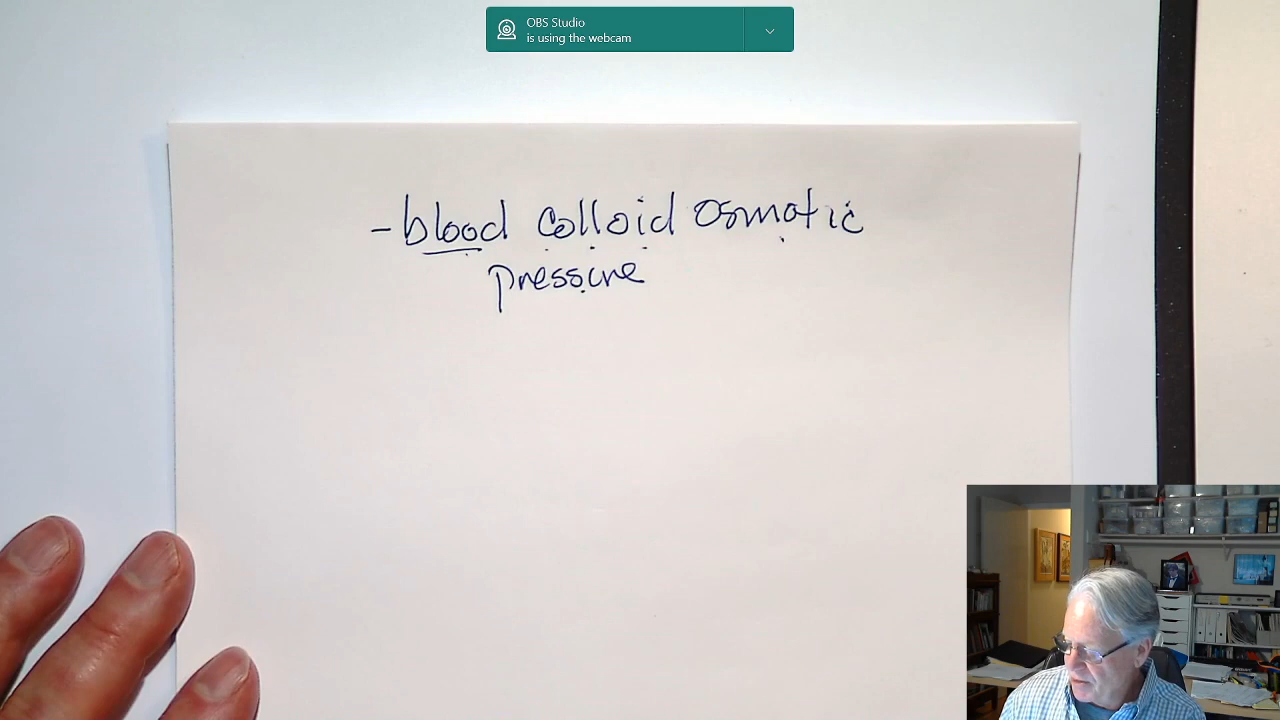 OBS Studio
is using the webcam
- blood colloid osmotic
pressure